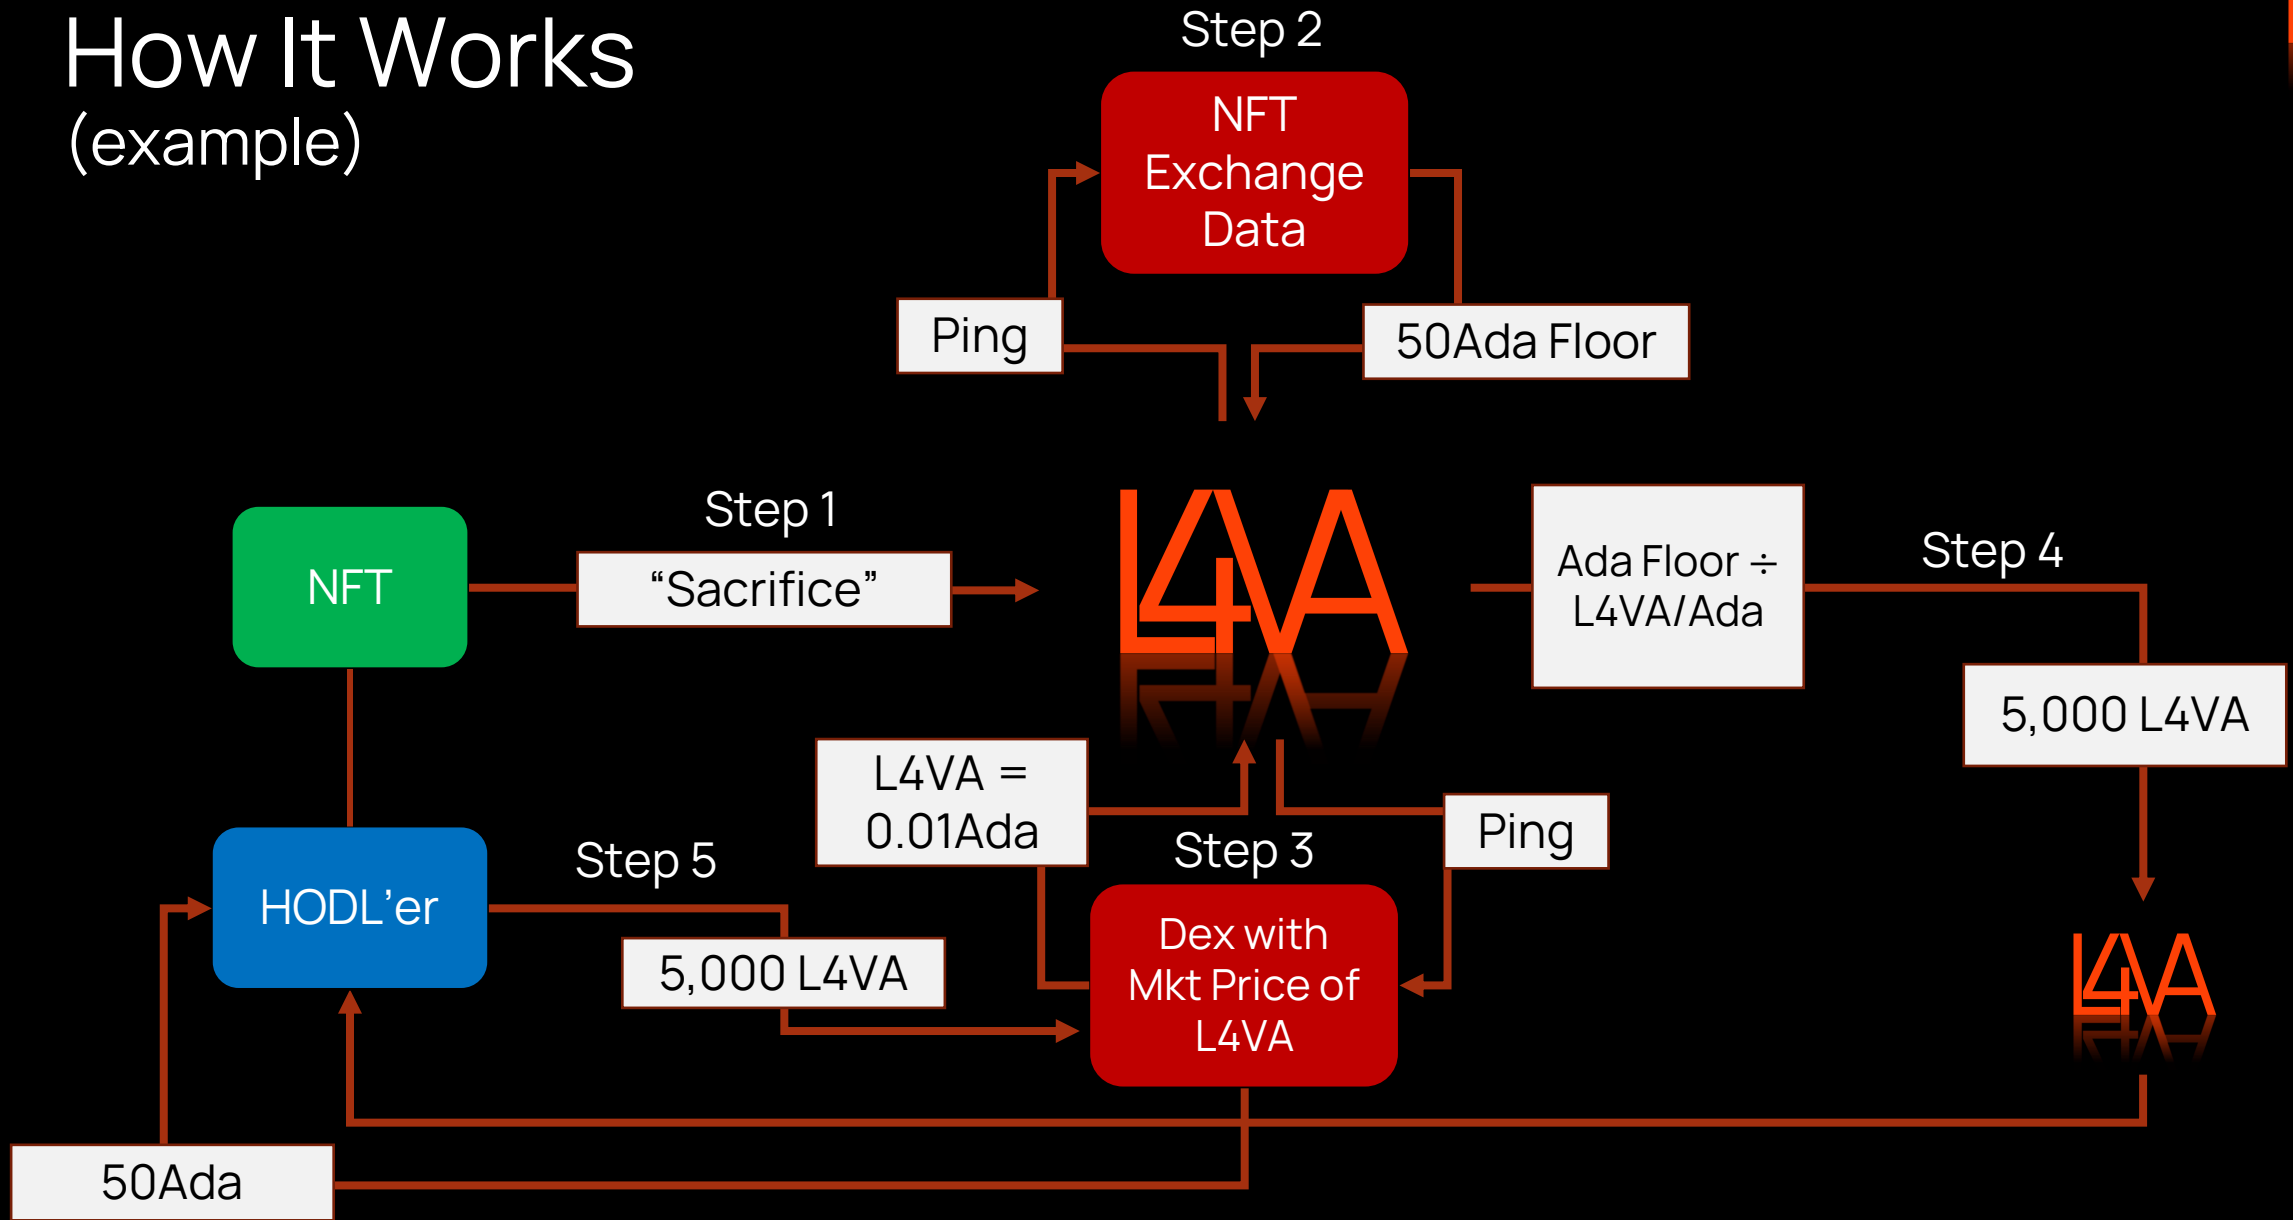 How It Works
(example)
Step 2
NFT
Exchange
Data
Ping
50Ada Floor
Step 1
NFT
“Sacrifice”
L4VA
Ada Floor ÷
L4VA/Ada
Step 4
5,000 L4VA
L4VA =
0.01Ada
Ping
Step 3
Step 5
HODL’er
5,000 L4VA
Dex with
Mkt Price of
L4VA
L4VA
50Ada